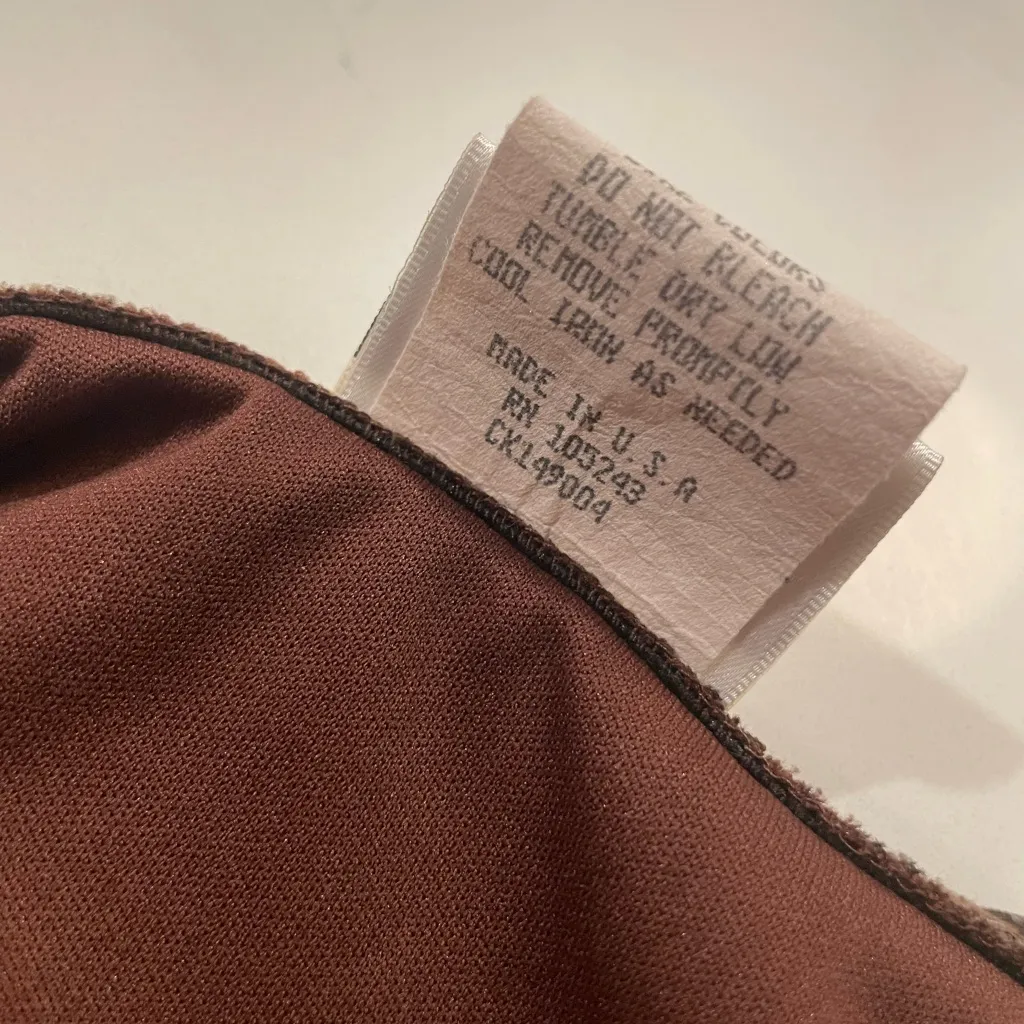 DO NOT BLEACH
TUMBLE DRY LOW
REMOVE PROMPTLY
COOL IRON AS NEEDED
MADE IN U.S.A
RN 105243
CK149004